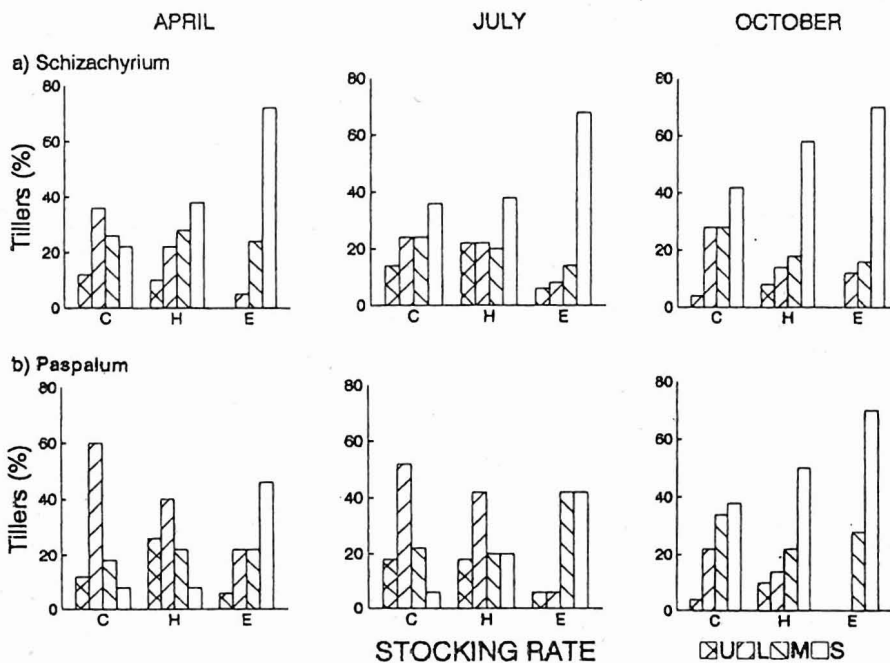 APRIL JULY OCTOBER
a) Schizachyrium
80 80 80
60 60 60
40 40 40
20 20 20
0 0 0
Tillers (%)
C H E C H E C H E
b) Paspalum
80 80 80
60 60 60
40 40 40
20 20 20
0 0 0
Tillers (%)
C H E C H E C H E
STOCKING RATE
U L M S